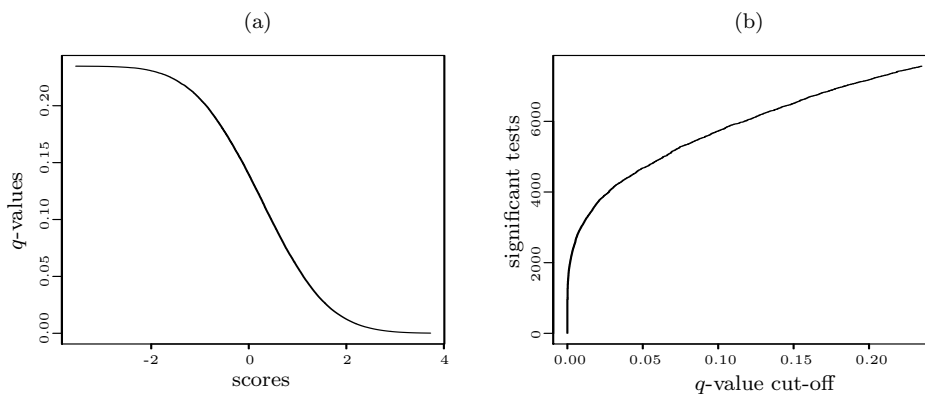 (a)
q-values
0.00 0.05 0.10 0.15 0.20
-2 0 2 4
scores
(b)
significant tests
0 2000 4000 6000
0.00 0.05 0.10 0.15 0.20
q-value cut-off